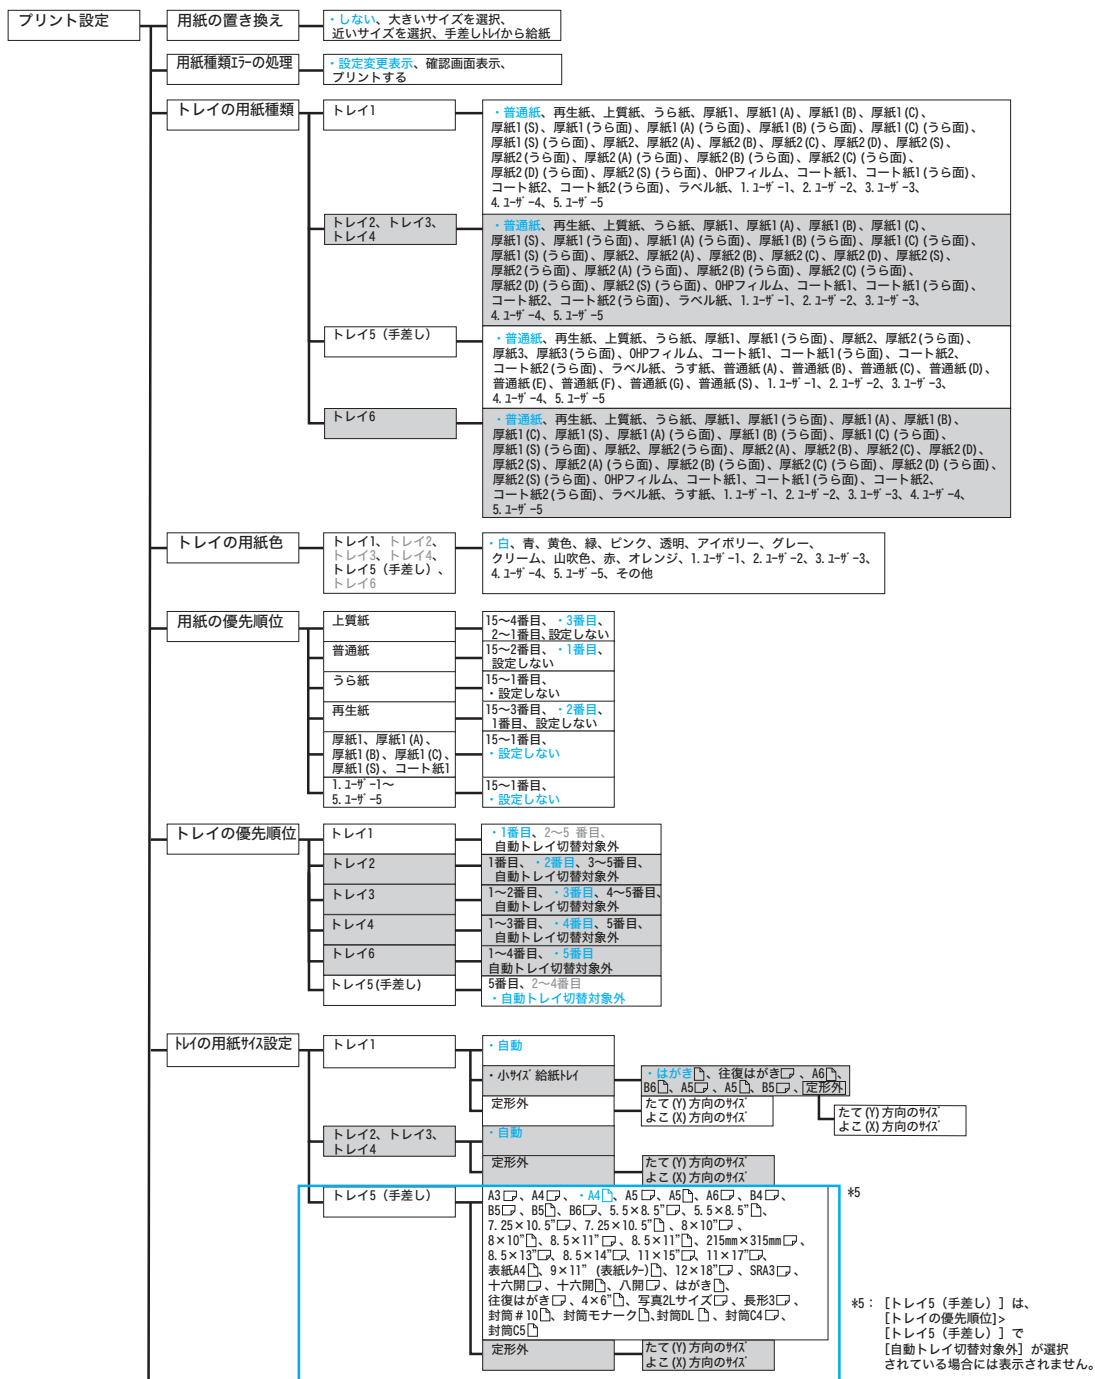 プリント設定
用紙の置き換え
・しない、大きいサイズを選択、
近いサイズを選択、手差しトレイから給紙
用紙種類エラーの処理
・設定変更表示、確認画面表示、
プリントする
トレイの用紙種類
トレイ1
・普通紙、再生紙、上質紙、うら紙、厚紙1、厚紙1(A)、厚紙1(B)、厚紙1(C)、
厚紙1(S)、厚紙1(うら面)、厚紙1(A)(うら面)、厚紙1(B)(うら面)、厚紙1(C)(うら面)、
厚紙1(S)(うら面)、厚紙2、厚紙2(A)、厚紙2(B)、厚紙2(C)、厚紙2(D)、厚紙2(S)、
厚紙2(うら面)、厚紙2(A)(うら面)、厚紙2(B)(うら面)、厚紙2(C)(うら面)、
厚紙2(D)(うら面)、厚紙2(S)(うら面)、OHPフィルム、コート紙1、コート紙1(うら面)、
コート紙2、コート紙2(うら面)、ラベル紙、1.ユーザー1、2.ユーザー2、3.ユーザー3、
4.ユーザー4、5.ユーザー5
トレイ2、トレイ3、
トレイ4
・普通紙、再生紙、上質紙、うら紙、厚紙1、厚紙1(A)、厚紙1(B)、厚紙1(C)、
厚紙1(S)、厚紙1(うら面)、厚紙1(A)(うら面)、厚紙1(B)(うら面)、厚紙1(C)(うら面)、
厚紙1(S)(うら面)、厚紙2、厚紙2(A)、厚紙2(B)、厚紙2(C)、厚紙2(D)、厚紙2(S)、
厚紙2(うら面)、厚紙2(A)(うら面)、厚紙2(B)(うら面)、厚紙2(C)(うら面)、
厚紙2(D)(うら面)、厚紙2(S)(うら面)、OHPフィルム、コート紙1、コート紙1(うら面)、
コート紙2、コート紙2(うら面)、ラベル紙、1.ユーザー1、2.ユーザー2、3.ユーザー3、
4.ユーザー4、5.ユーザー5
トレイ5（手差し）
・普通紙、再生紙、上質紙、うら紙、厚紙1、厚紙1(うら面)、厚紙2、厚紙2(うら面)、
厚紙3、厚紙3(うら面)、OHPフィルム、コート紙1、コート紙1(うら面)、コート紙2、
コート紙2(うら面)、ラベル紙、うす紙、普通紙(A)、普通紙(B)、普通紙(C)、普通紙(D)、
普通紙(E)、普通紙(F)、普通紙(G)、普通紙(S)、1.ユーザー1、2.ユーザー2、3.ユーザー3、
4.ユーザー4、5.ユーザー5
トレイ6
・普通紙、再生紙、上質紙、うら紙、厚紙1、厚紙1(うら面)、厚紙1(A)、厚紙1(B)、
厚紙1(C)、厚紙1(S)、厚紙1(A)(うら面)、厚紙1(B)(うら面)、厚紙1(C)(うら面)、
厚紙1(S)(うら面)、厚紙2、厚紙2(うら面)、厚紙2(A)、厚紙2(B)、厚紙2(C)、厚紙2(D)、
厚紙2(S)、厚紙2(A)(うら面)、厚紙2(B)(うら面)、厚紙2(C)(うら面)、厚紙2(D)(うら面)、
厚紙2(S)(うら面)、OHPフィルム、コート紙1、コート紙1(うら面)、コート紙2、
コート紙2(うら面)、ラベル紙、うす紙、1.ユーザー1、2.ユーザー2、3.ユーザー3、4.ユーザー4、
5.ユーザー5
トレイの用紙色
トレイ1、トレイ2、
トレイ3、トレイ4、
トレイ5（手差し）、
トレイ6
・白、青、黄色、緑、ピンク、透明、アイボリー、グレー、
クリーム、山吹色、赤、オレンジ、1.ユーザー1、2.ユーザー2、3.ユーザー3、
4.ユーザー4、5.ユーザー5、その他
用紙の優先順位
上質紙
15～4番目、・3番目、
2～1番目、設定しない
普通紙
15～2番目、・1番目、
設定しない
うら紙
15～1番目、
・設定しない
再生紙
15～3番目、・2番目、
1番目、設定しない
厚紙1、厚紙1(A)、
厚紙1(B)、厚紙1(C)、
厚紙1(S)、コート紙1
15～1番目、
・設定しない
1.ユーザー1～
5.ユーザー5
15～1番目、
・設定しない
トレイの優先順位
トレイ1
・1番目、2～5 番目、
自動トレイ切替対象外
トレイ2
1番目、・2番目、3～5番目、
自動トレイ切替対象外
トレイ3
1～2番目、・3番目、4～5番目、
自動トレイ切替対象外
トレイ4
1～3番目、・4番目、5番目、
自動トレイ切替対象外
トレイ6
1～4番目、・5番目
自動トレイ切替対象外
トレイ5(手差し)
5番目、2～4番目
・自動トレイ切替対象外
トレイの用紙サイズ設定
トレイ1
・自動
・小サイズ給紙トレイ
・はがき、往復はがき、A6、
B6、A5、A5、B5、定形外
たて(Y)方向のサイズ
よこ(X)方向のサイズ
定形外
たて(Y)方向のサイズ
よこ(X)方向のサイズ
トレイ2、トレイ3、
トレイ4
・自動
定形外
たて(Y)方向のサイズ
よこ(X)方向のサイズ
トレイ5（手差し）
A3、A4、・A4、A5、A5、A6、B4、
B5、B5、B6、5.5×8.5"、5.5×8.5"、
7.25×10.5"、7.25×10.5"、8×10"、
8×10"、8.5×11"、8.5×11"、215mm×315mm、
8.5×13"、8.5×14"、11×15"、11×17"、
表紙A4、9×11"（表紙レター）、12×18"、SRA3、
十六開、十六開、八開、はがき、
往復はがき、4×6"、写真2Lサイズ、長形3、
封筒#10、封筒モナーク、封筒DL、封筒C4、
封筒C5
定形外
たて(Y)方向のサイズ
よこ(X)方向のサイズ
*5
*5：［トレイ5（手差し）］は、
［トレイの優先順位]>
［トレイ5（手差し）］で
［自動トレイ切替対象外］が選択
されている場合には表示されません。